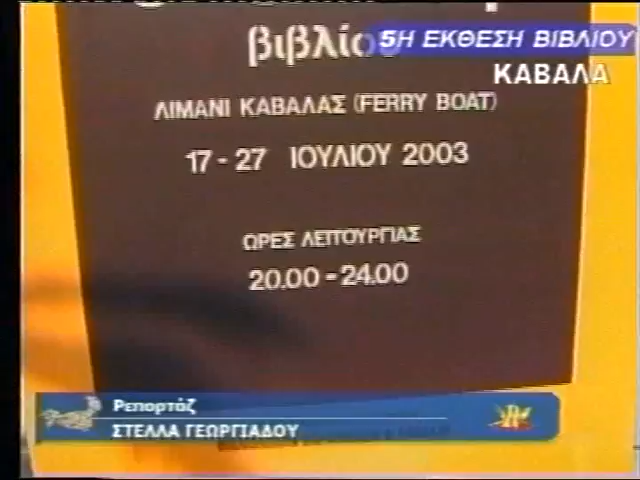 5Η ΕΚΘΕΣΗ ΒΙΒΛΙΟΥ
ΚΑΒΑΛΑ
ΛΙΜΑΝΙ ΚΑΒΑΛΑΣ (FERRY BOAT)
17 - 27 ΙΟΥΛΙΟΥ 2003
ΩΡΕΣ ΛΕΙΤΟΥΡΓΙΑΣ
20.00 - 24.00
Ρεπορτάζ
ΣΤΕΛΛΑ ΓΕΩΡΓΙΑΔΟΥ